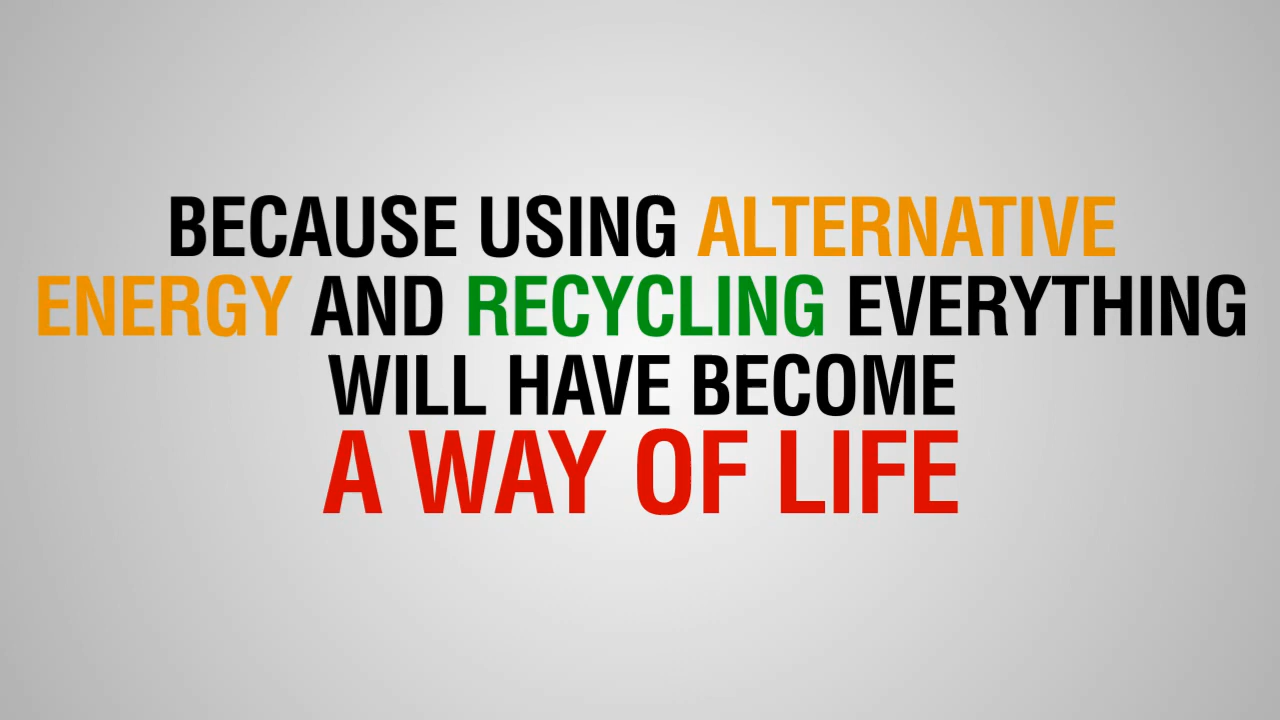 BECAUSE USING ALTERNATIVE
ENERGY AND RECYCLING EVERYTHING
WILL HAVE BECOME
A WAY OF LIFE